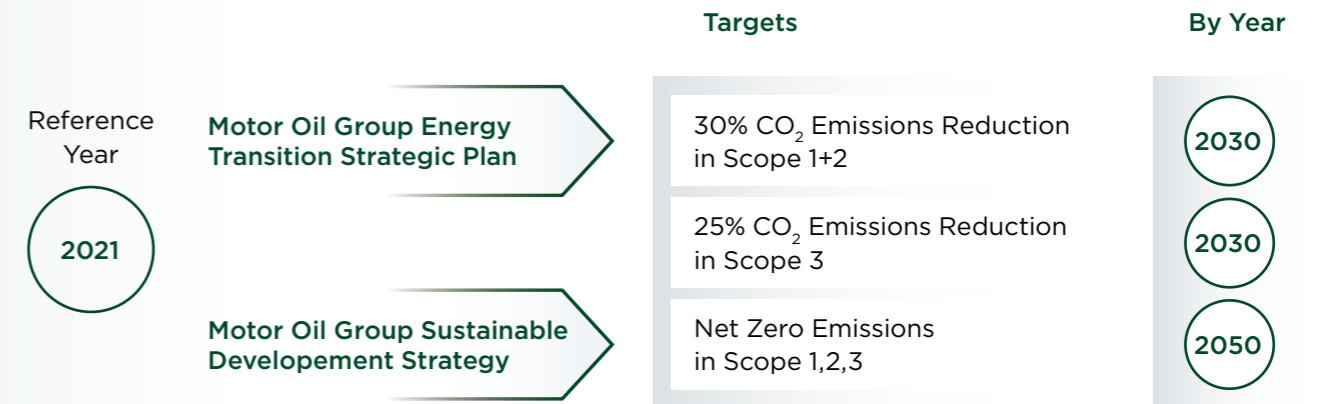 Targets
By Year
Reference
Year
2021
Motor Oil Group Energy
Transition Strategic Plan
30% CO₂ Emissions Reduction
in Scope 1+2
2030
25% CO₂ Emissions Reduction
in Scope 3
2030
Motor Oil Group Sustainable
Developement Strategy
Net Zero Emissions
in Scope 1,2,3
2050